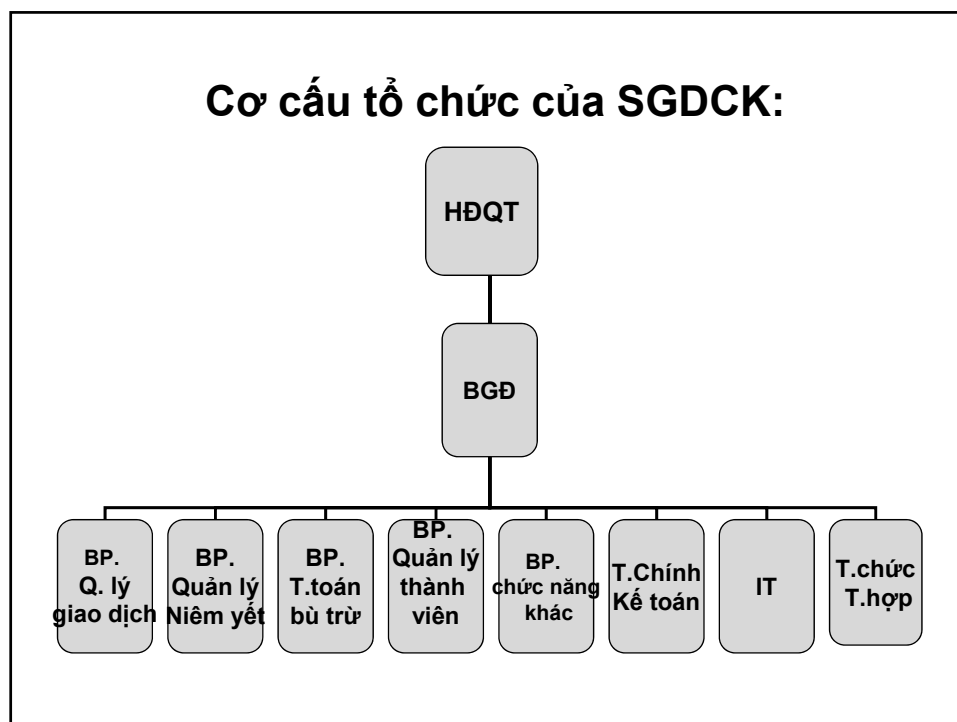 Cơ cấu tổ chức của SGDCK:
HĐQT
BGĐ
BP.
Q. lý
giao dịch
BP.
Quản lý
Niêm yết
BP.
T.toán
bù trừ
BP.
Quản lý
thành
viên
BP.
chức năng
khác
T.Chính
Kế toán
IT
T.chức
T.hợp